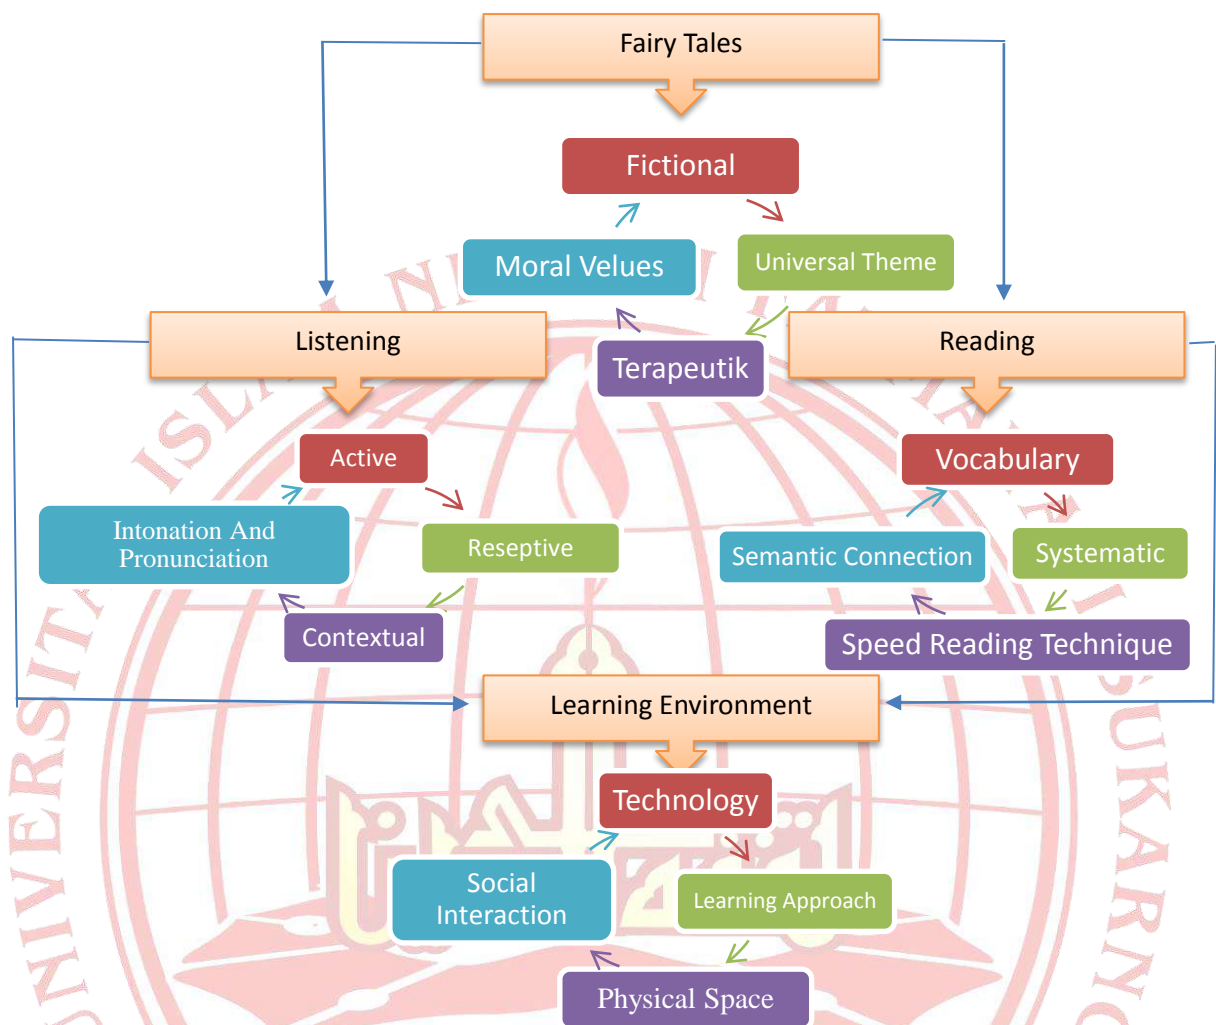 Fairy Tales
Fictional
Moral Velues
Universal Theme
Terapeutik
Listening
Reading
Active
Reseptive
Contextual
Intonation And
Pronunciation
Vocabulary
Systematic
Speed Reading Technique
Semantic Connection
Learning Environment
Technology
Learning Approach
Physical Space
Social
Interaction